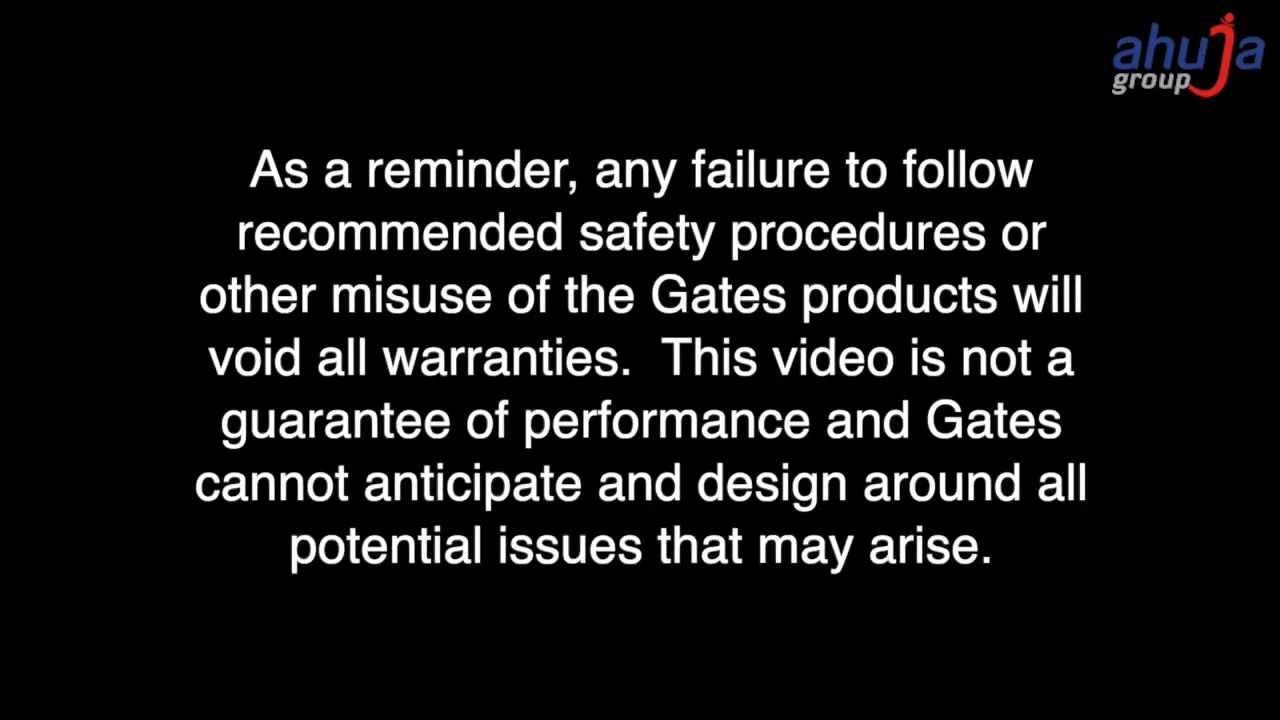 ahuja
group
As a reminder, any failure to follow
recommended safety procedures or
other misuse of the Gates products will
void all warranties.  This video is not a
guarantee of performance and Gates
cannot anticipate and design around all
potential issues that may arise.